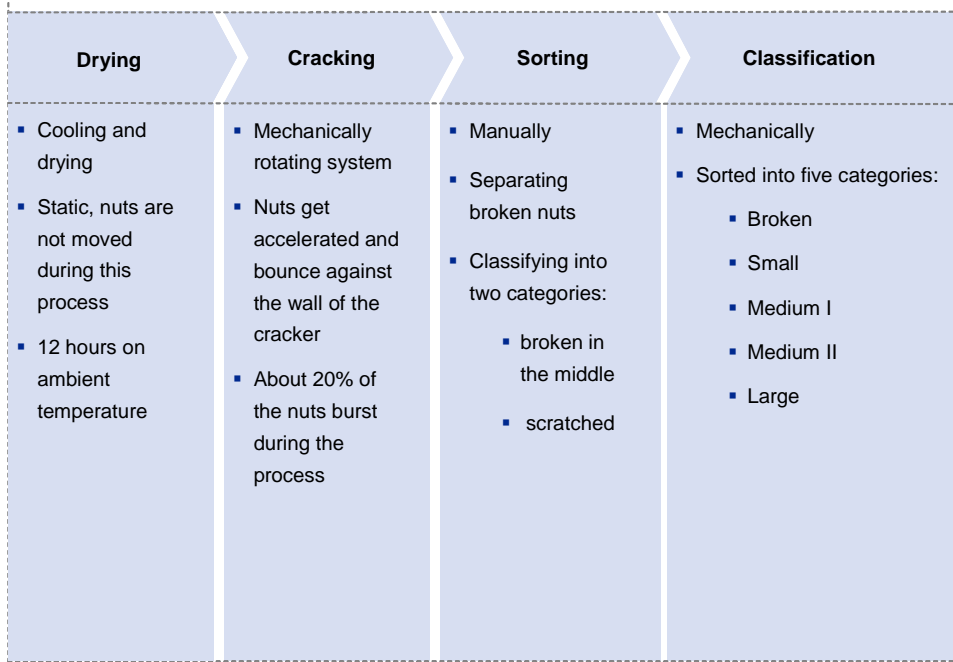 Drying
Cracking
Sorting
Classification
▪ Cooling and
drying
▪ Static, nuts are
not moved
during this
process
▪ 12 hours on
ambient
temperature
▪ Mechanically
rotating system
▪ Nuts get
accelerated and
bounce against
the wall of the
cracker
▪ About 20% of
the nuts burst
during the
process
▪ Manually
▪ Separating
broken nuts
▪ Classifying into
two categories:
▪ broken in
the middle
▪ scratched
▪ Mechanically
▪ Sorted into five categories:
▪ Broken
▪ Small
▪ Medium I
▪ Medium II
▪ Large